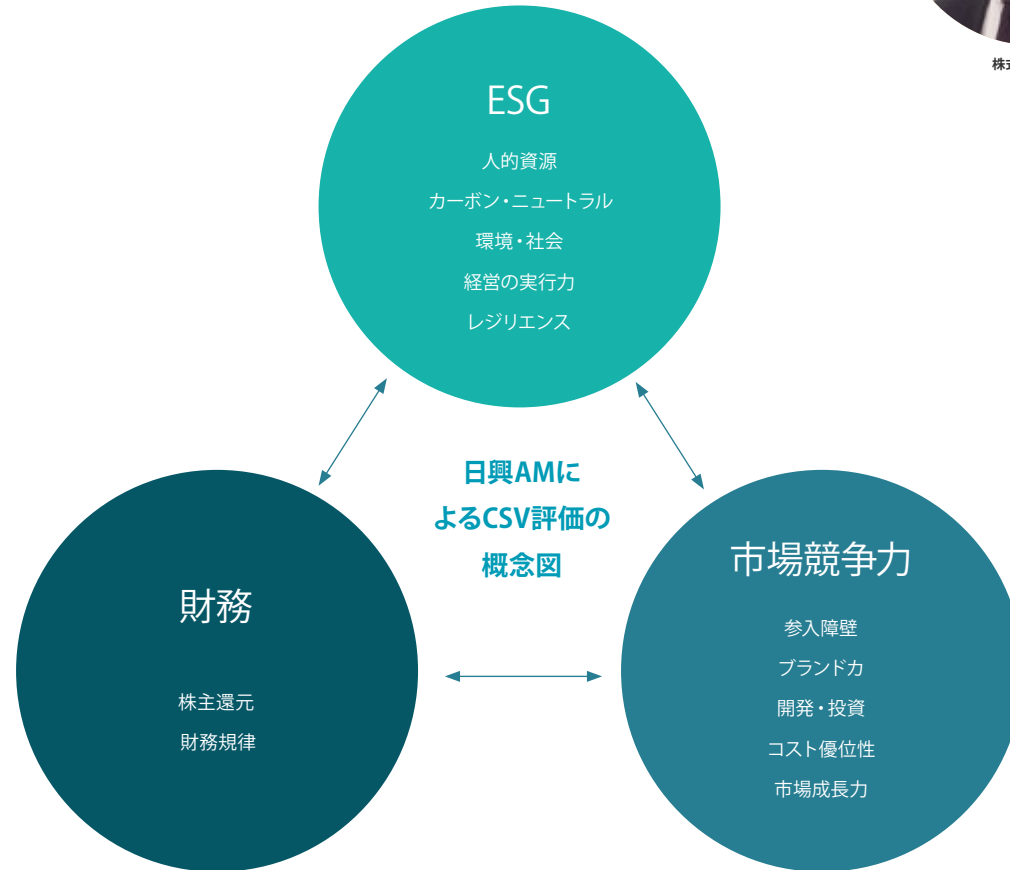 株式
ESG
人的資源
カーボン・ニュートラル
環境・社会
経営の実行力
レジリエンス
日興AMに
よるCSV評価の
概念図
財務
株主還元
財務規律
市場競争力
参入障壁
ブランド力
開発・投資
コスト優位性
市場成長力